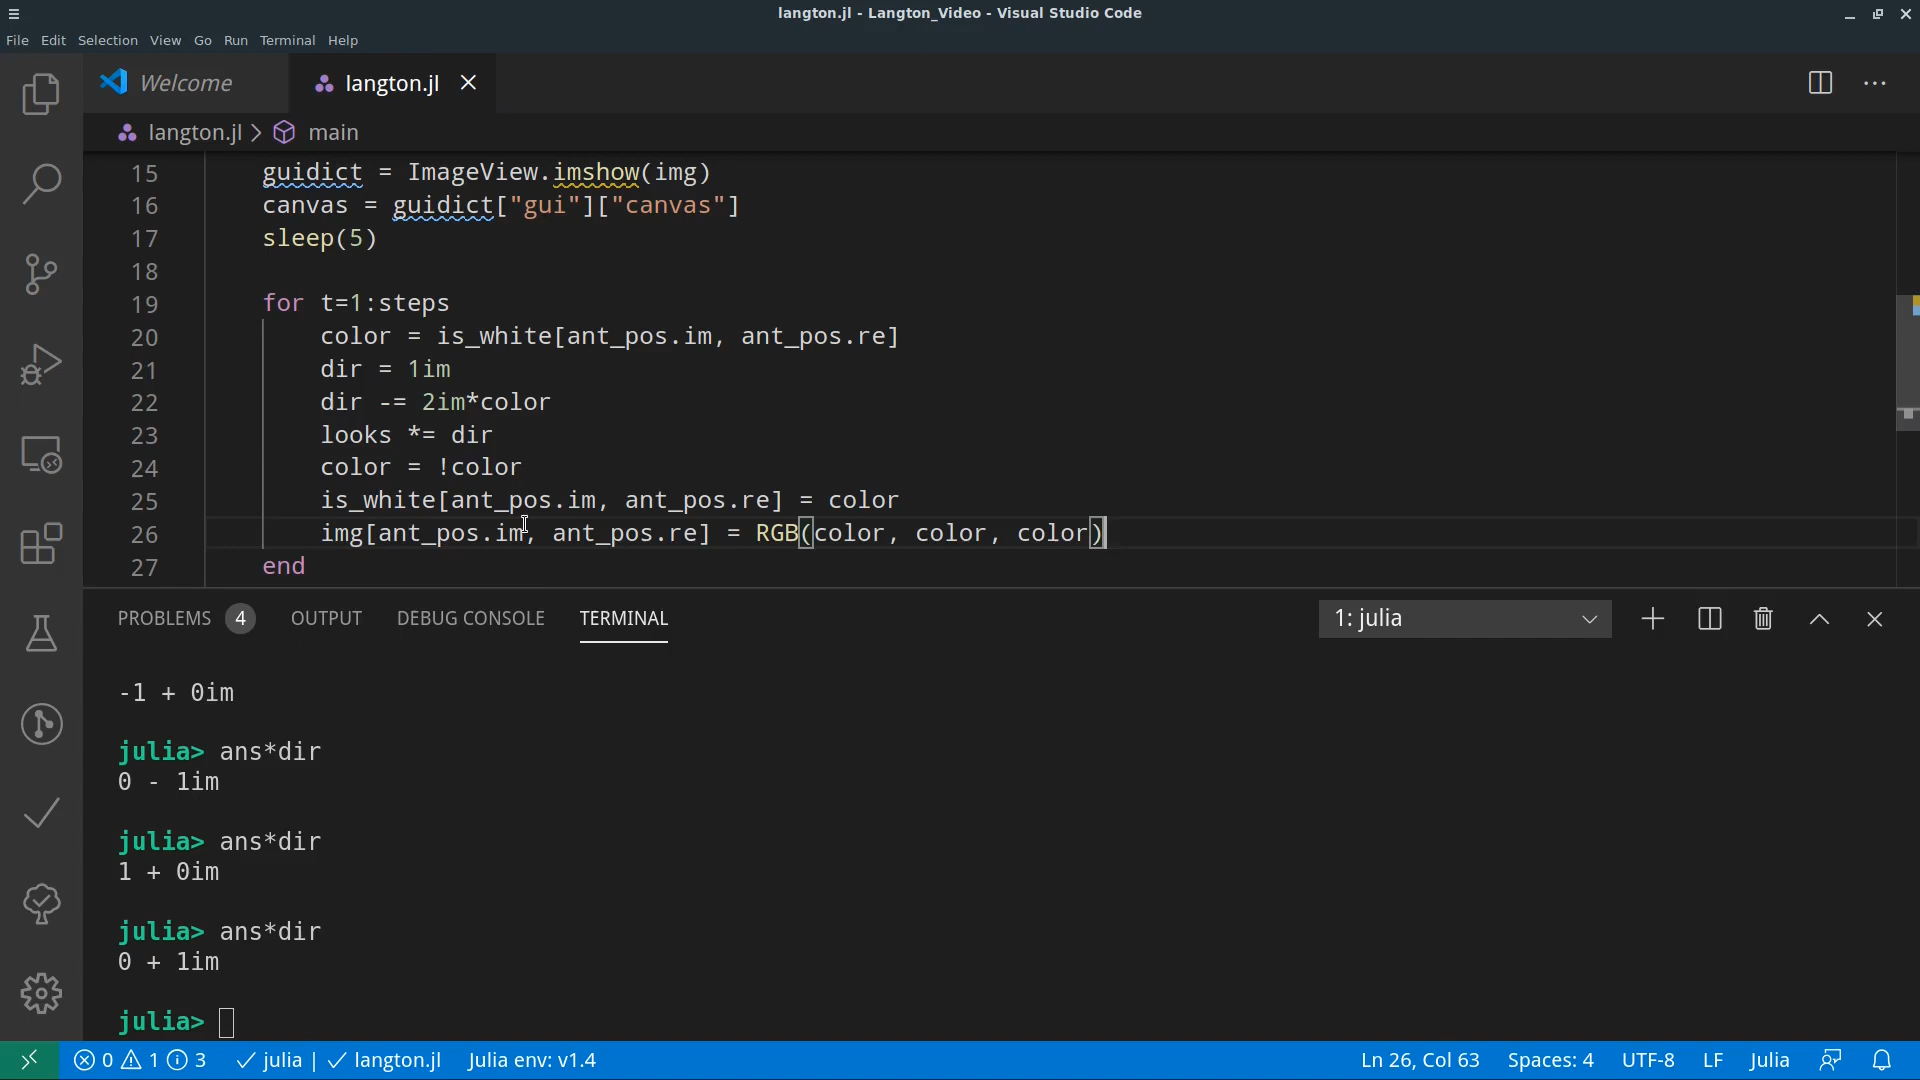 langton.jl - Langton_Video - Visual Studio Code
File Edit Selection View Go Run Terminal Help
Welcome langton.jl
langton.jl > main
15 guidict = ImageView.imshow(img)
16 canvas = guidict["gui"]["canvas"]
17 sleep(5)
18
19 for t=1:steps
20 color = is_white[ant_pos.im, ant_pos.re]
21 dir = 1im
22 dir -= 2im*color
23 looks *= dir
24 color = !color
25 is_white[ant_pos.im, ant_pos.re] = color
26 img[ant_pos.im, ant_pos.re] = RGB(color, color, color)
27 end
PROBLEMS 4 OUTPUT DEBUG CONSOLE TERMINAL 1: julia
-1 + 0im
julia> ans*dir
0 - 1im
julia> ans*dir
1 + 0im
julia> ans*dir
0 + 1im
julia>
0 1 3 julia | langton.jl Julia env: v1.4 Ln 26, Col 63 Spaces: 4 UTF-8 LF Julia